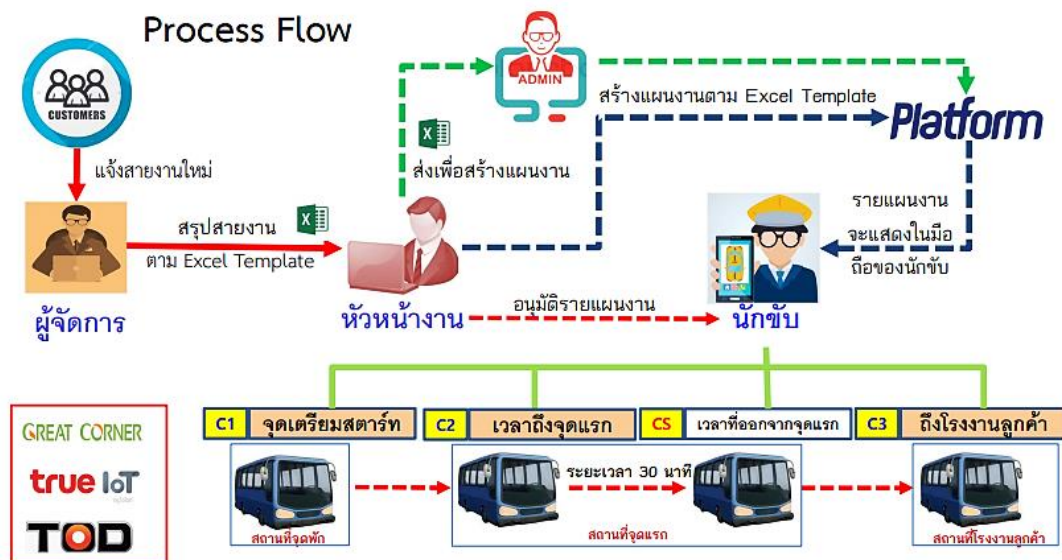 Process Flow
CUSTOMERS
ADMIN
แจ้งสายงานใหม่
สร้างแผนงานตาม Excel Template
Platform
ส่งเพื่อสร้างแผนงาน
สรุปสายงาน
ตาม Excel Template
รายแผนงาน
จะแสดงในมือ
ถือของนักขับ
ผู้จัดการ
หัวหน้างาน
อนุมัติรายแผนงาน
นักขับ
C1 จุดเตรียมสตาร์ท
C2 เวลาถึงจุดแรก
CS เวลาที่ออกจากจุดแรก
C3 ถึงโรงงานลูกค้า
GREAT CORNER
true IoT
TOD
ระยะเวลา 30 นาที
สถานที่จุดพัก
สถานที่จุดแรก
สถานที่โรงงานลูกค้า